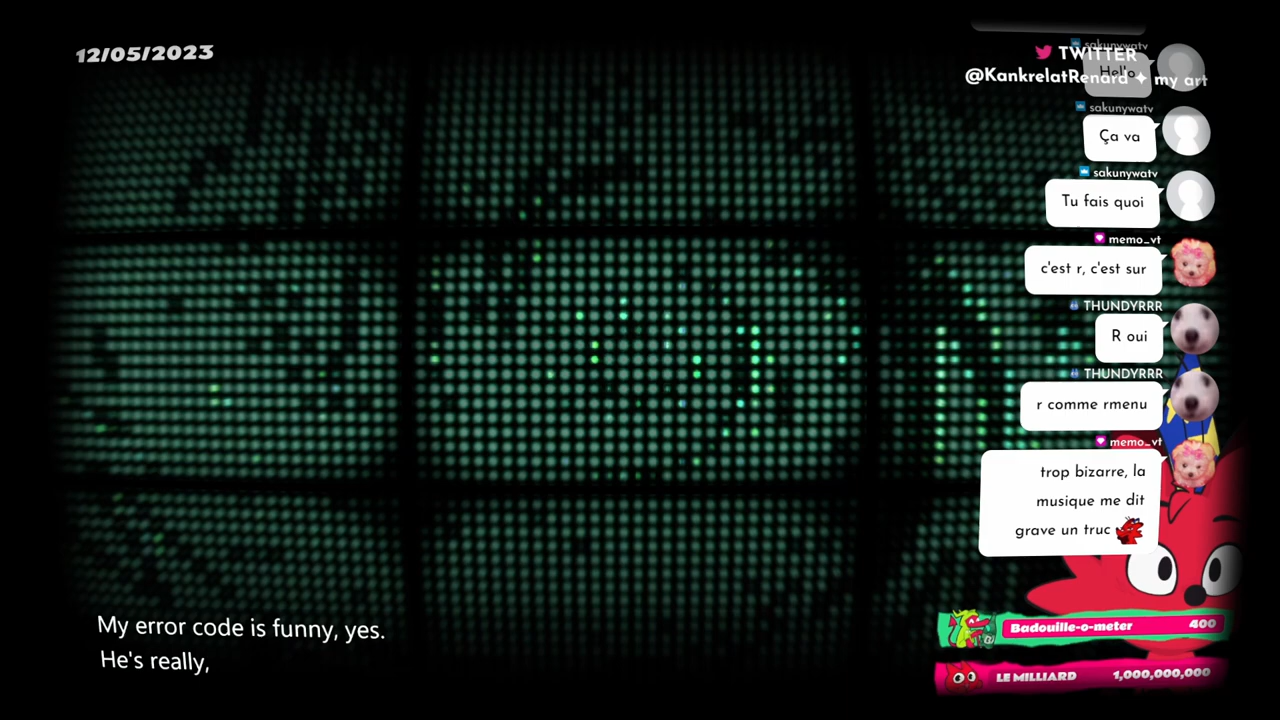 12/05/2023
TWITTER
@KankrelatRenard ✦ my art
sakunywatv
Hello
sakunywatv
Ça va
sakunywatv
Tu fais quoi
memo_vt
c'est r, c'est sur
THUNDYRRR
R oui
THUNDYRRR
r comme rmenu
memo_vt
trop bizarre, la
musique me dit
grave un truc
My error code is funny, yes.
He's really,
Badouille-o-meter 400
LE MILLIARD 1,000,000,000